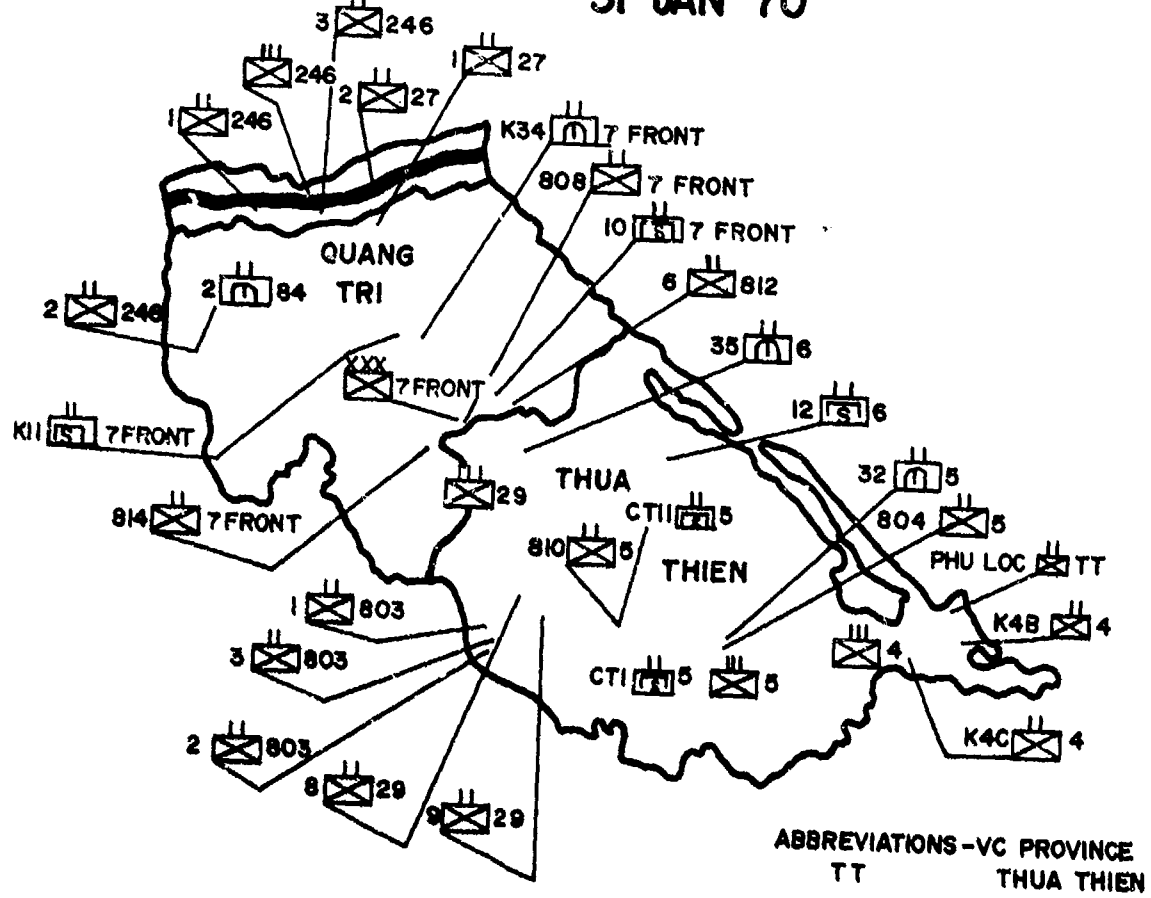 31 JAN 70
3 246
246
1 27
2 27
1 246
K34 7 FRONT
808 7 FRONT
10 S 7 FRONT
QUANG
TRI
6 812
2 84
2 246
35 6
XXX
7 FRONT
12 S 6
K11 S 7 FRONT
THUA
29
32 5
814 7 FRONT
CT11 5
804 5
810 5
THIEN
PHU LOC TT
1 803
K4B 4
3 803
4
CT1 S 5
5
2 803
K4C 4
8 29
9 29
ABBREVIATIONS-VC PROVINCE
TT THUA THIEN